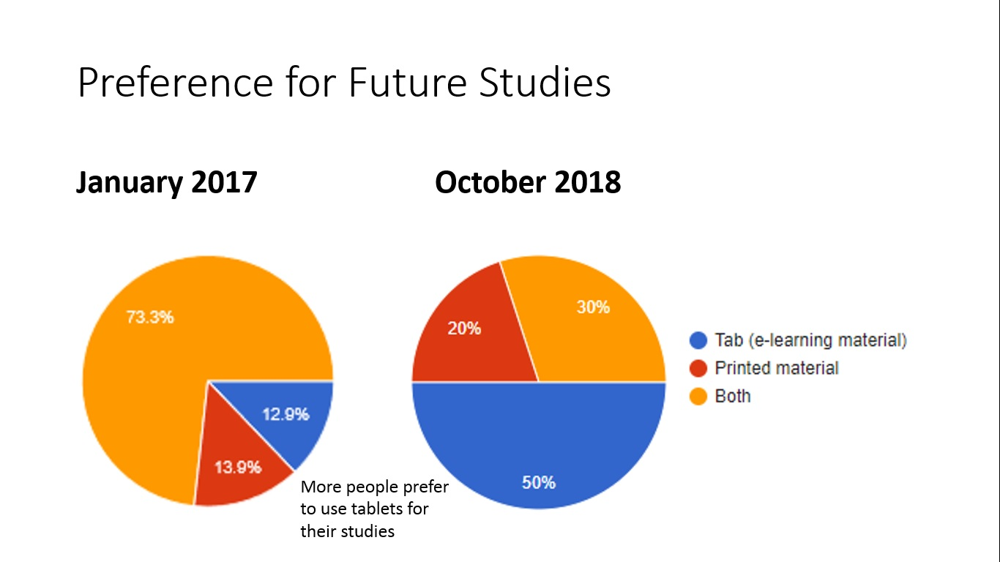 Preference for Future Studies
January 2017
October 2018
73.3%
12.9%
13.9%
30%
20%
50%
Tab (e-learning material)
Printed material
Both
More people prefer
to use tablets for
their studies